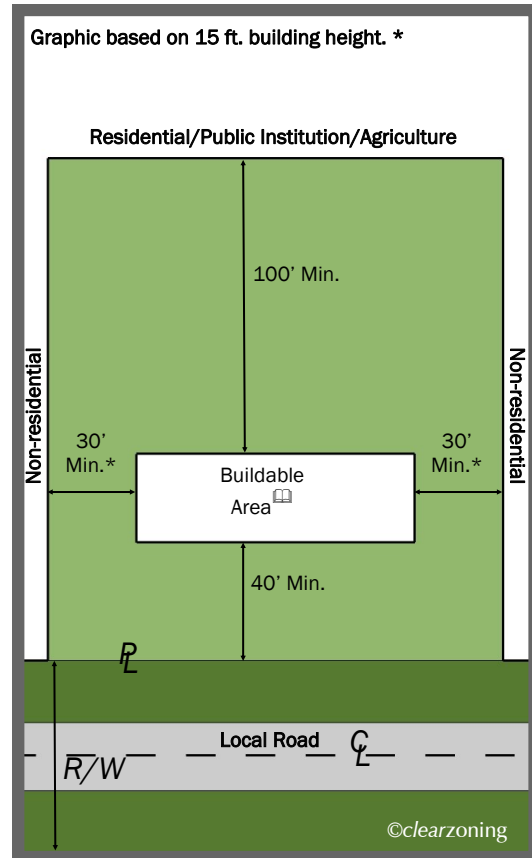 Graphic based on 15 ft. building height. *
Residential/Public Institution/Agriculture
100’ Min.
Non-residential
Non-residential
30’
Min.*
30’
Min.*
Buildable
Area
40’ Min.
PL
Local Road
CL
R/W
©clearzoning